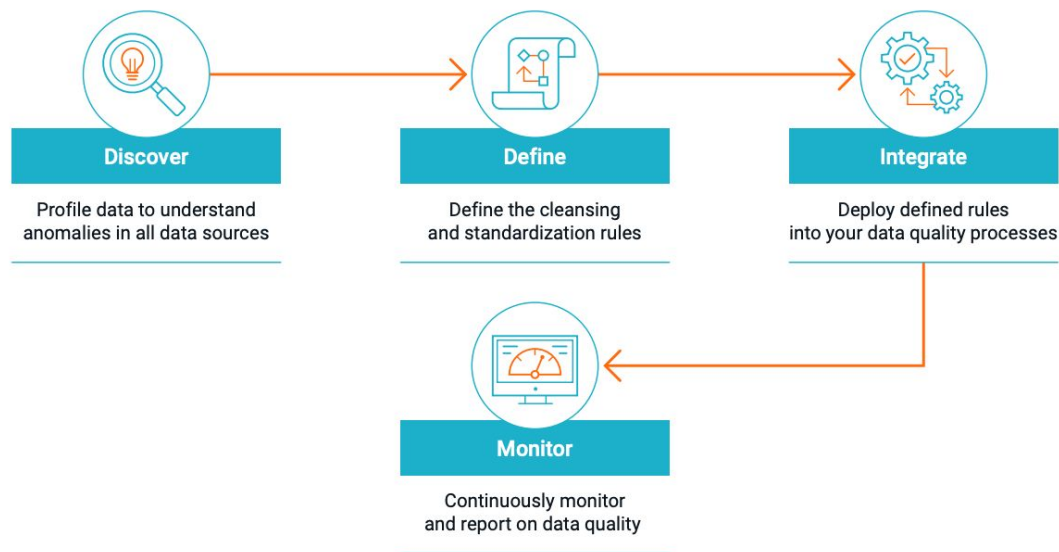 Discover
Profile data to understand
anomalies in all data sources
Define
Define the cleansing
and standardization rules
Integrate
Deploy defined rules
into your data quality processes
Monitor
Continuously monitor
and report on data quality